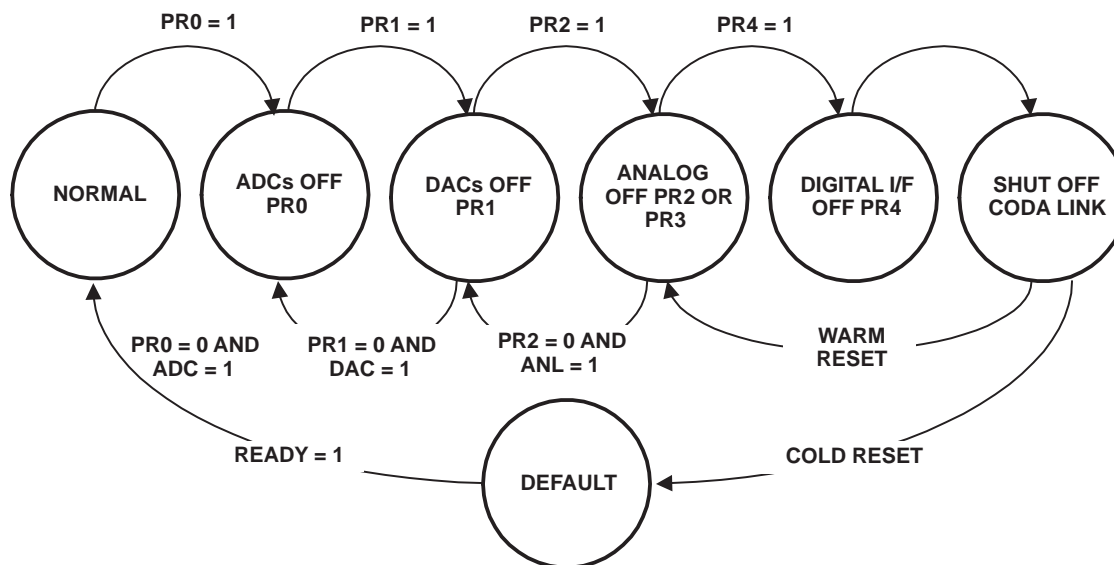 PR0 = 1
PR1 = 1
PR2 = 1
PR4 = 1
NORMAL
ADCs OFF
PR0
DACs OFF
PR1
ANALOG
OFF PR2 OR
PR3
DIGITAL I/F
OFF PR4
SHUT OFF
CODA LINK
PR0 = 0 AND
ADC = 1
PR1 = 0 AND
DAC = 1
PR2 = 0 AND
ANL = 1
WARM
RESET
READY = 1
COLD RESET
DEFAULT